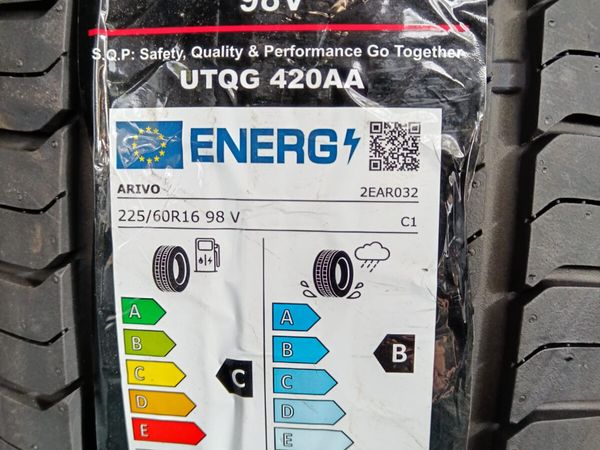 98V
S.Q.P: Safety, Quality & Performance Go Together
UTQG 420AA
ENERG
ARIVO 2EAR032
225/60R16 98 V C1
A A
B B B
C C C
D D
E E